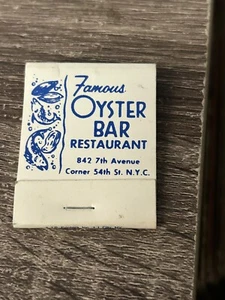 Famous
OYSTER
BAR
RESTAURANT
842 7th Avenue
Corner 54th St. N.Y.C.